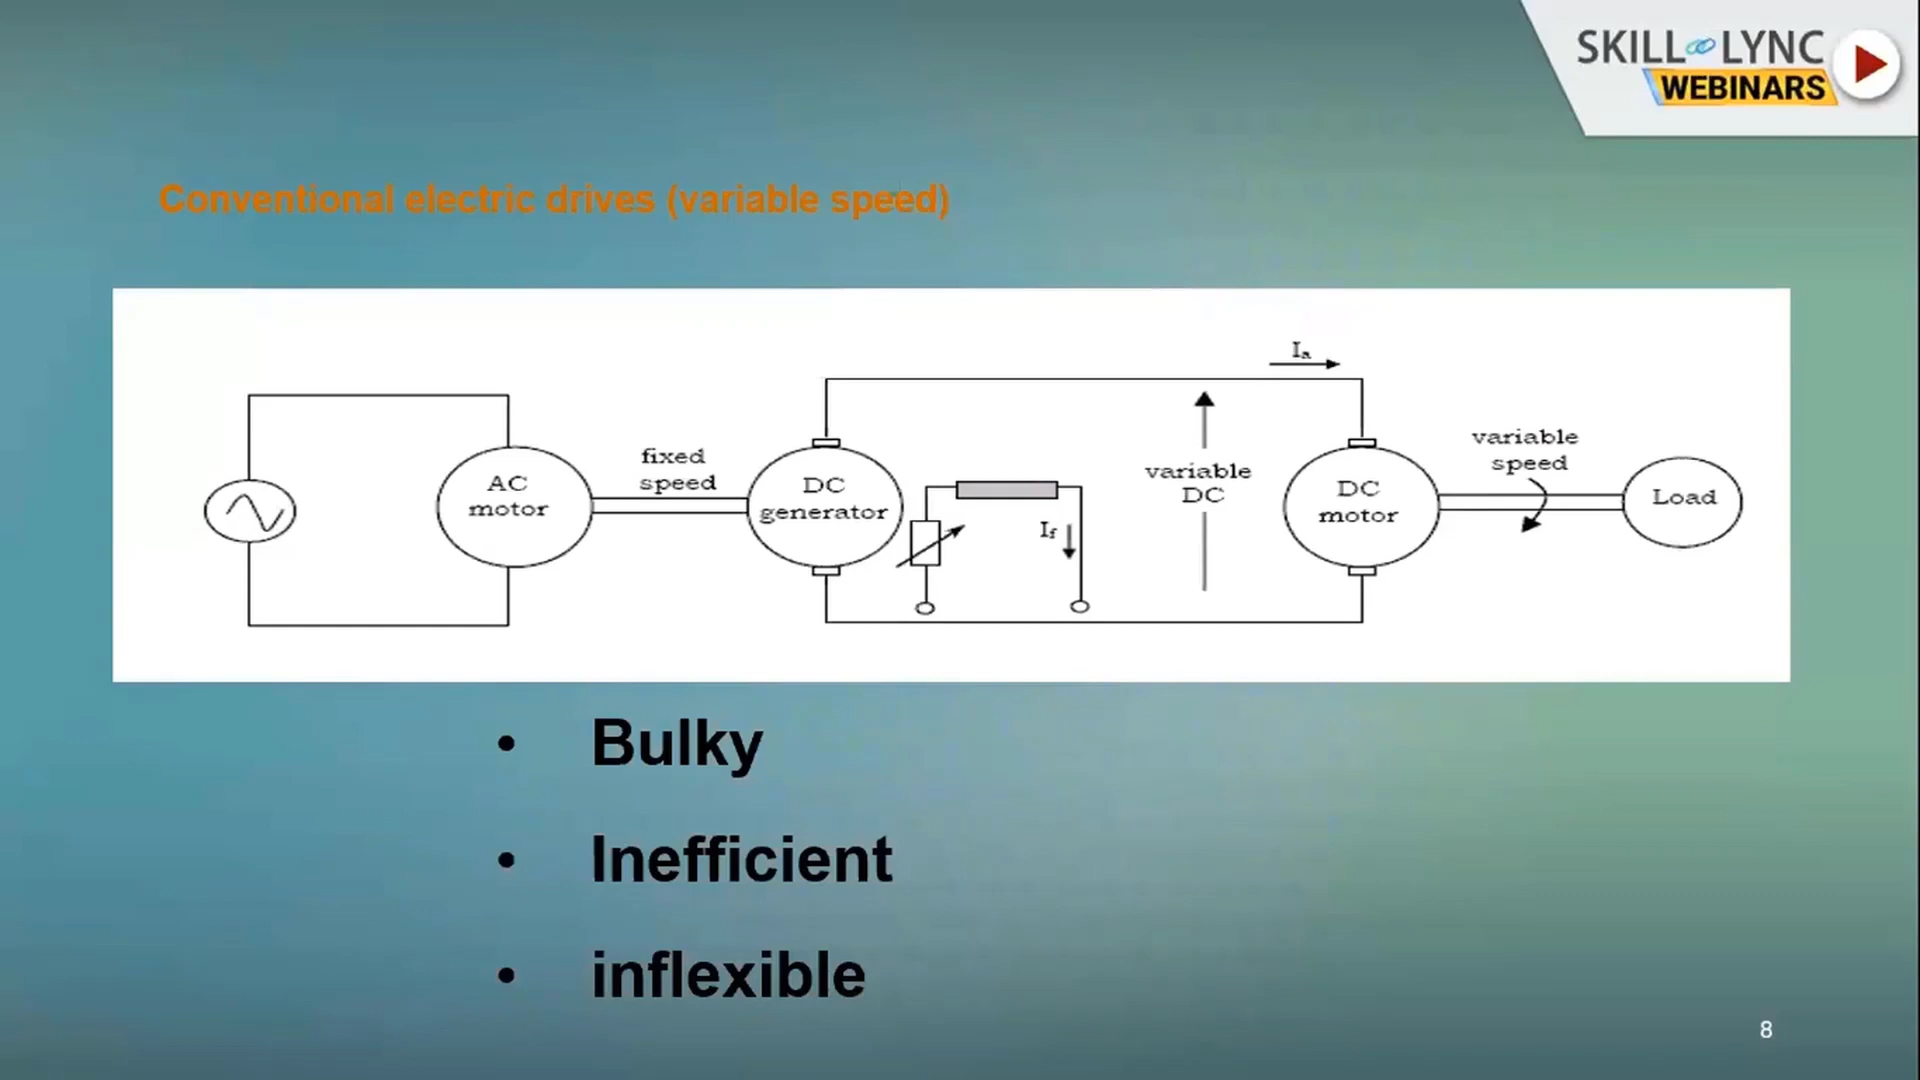 SKILL LYNC
WEBINARS
Conventional electric drives (variable speed)
Iₐ
AC
motor
fixed
speed
DC
generator
If
variable
DC
DC
motor
variable
speed
Load
• Bulky
• Inefficient
• inflexible
8